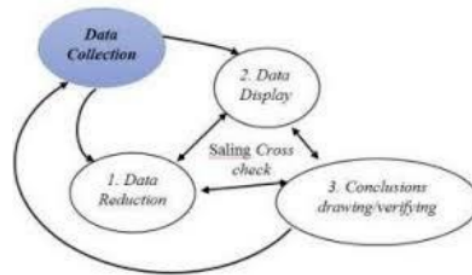 Data
Collection
2. Data
Display
Saling Cross
check
1. Data
Reduction
3. Conclusions
drawing/verifying